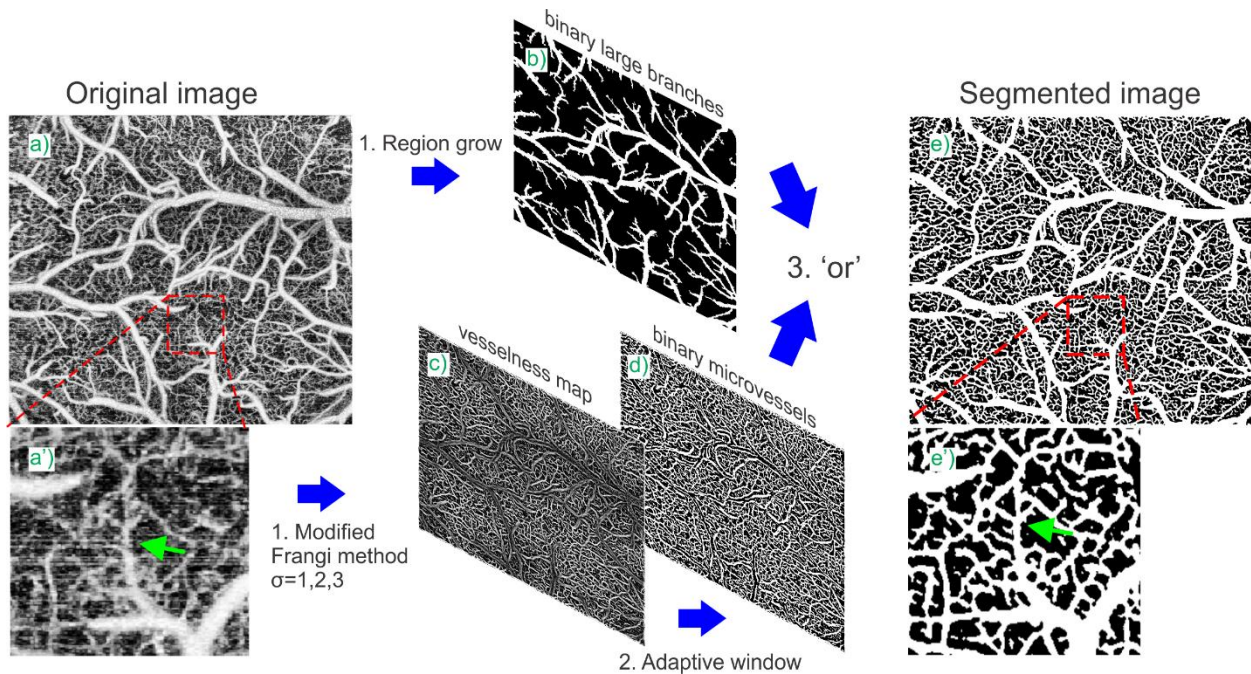 Original image
a)
1. Region grow
binary large branches
b)
3. ‘or’
Segmented image
e)
a’)
1. Modified
Frangi method
σ=1,2,3
vesselness map
c)
binary microvessels
d)
2. Adaptive window
e’)